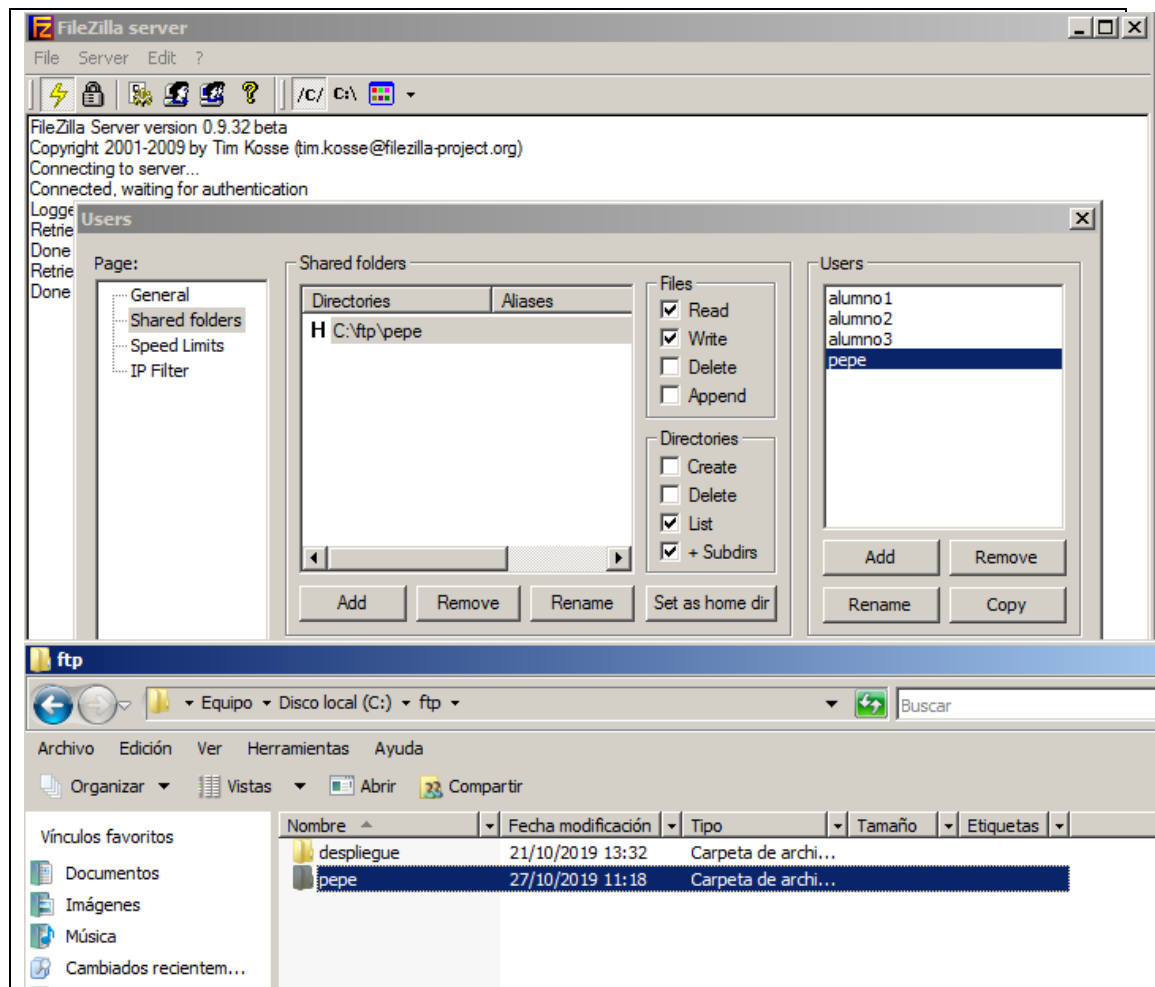 FileZilla server
File Server Edit ?
/C/ C:\
FileZilla Server version 0.9.32 beta
Copyright 2001-2009 by Tim Kosse (tim.kosse@filezilla-project.org)
Connecting to server...
Connected, waiting for authentication
Logge
Retrie
Done
Retrie
Done
Users
Page:
General
Shared folders
Speed Limits
IP Filter
Shared folders
Directories Aliases
H C:\ftp\pepe
Files
Read
Write
Delete
Append
Directories
Create
Delete
List
+ Subdirs
Add Remove Rename Set as home dir
Users
alumno1
alumno2
alumno3
pepe
Add Remove
Rename Copy
ftp
Equipo Disco local (C:) ftp
Buscar
Archivo Edición Ver Herramientas Ayuda
Organizar Vistas Abrir Compartir
Vínculos favoritos
Documentos
Imágenes
Música
Cambiados recientem...
Nombre Fecha modificación Tipo Tamaño Etiquetas
despliegue 21/10/2019 13:32 Carpeta de archi...
pepe 27/10/2019 11:18 Carpeta de archi...